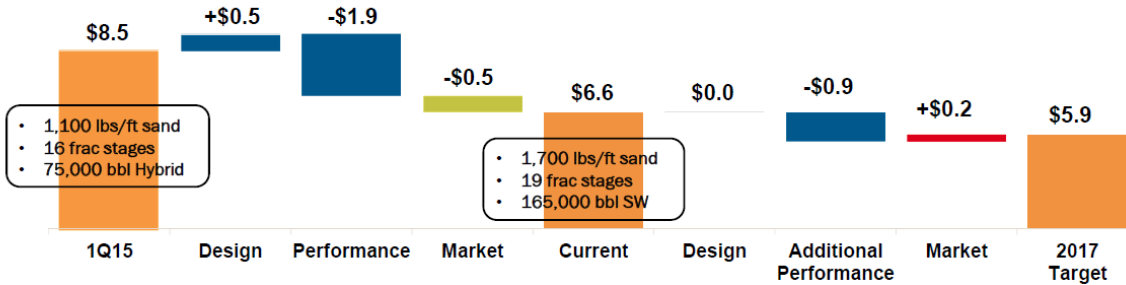 $8.5
+$0.5
-$1.9
-$0.5
$6.6
$0.0
-$0.9
+$0.2
$5.9
• 1,100 lbs/ft sand
• 16 frac stages
• 75,000 bbl Hybrid
• 1,700 lbs/ft sand
• 19 frac stages
• 165,000 bbl SW
1Q15
Design
Performance
Market
Current
Design
Additional
Performance
Market
2017
Target